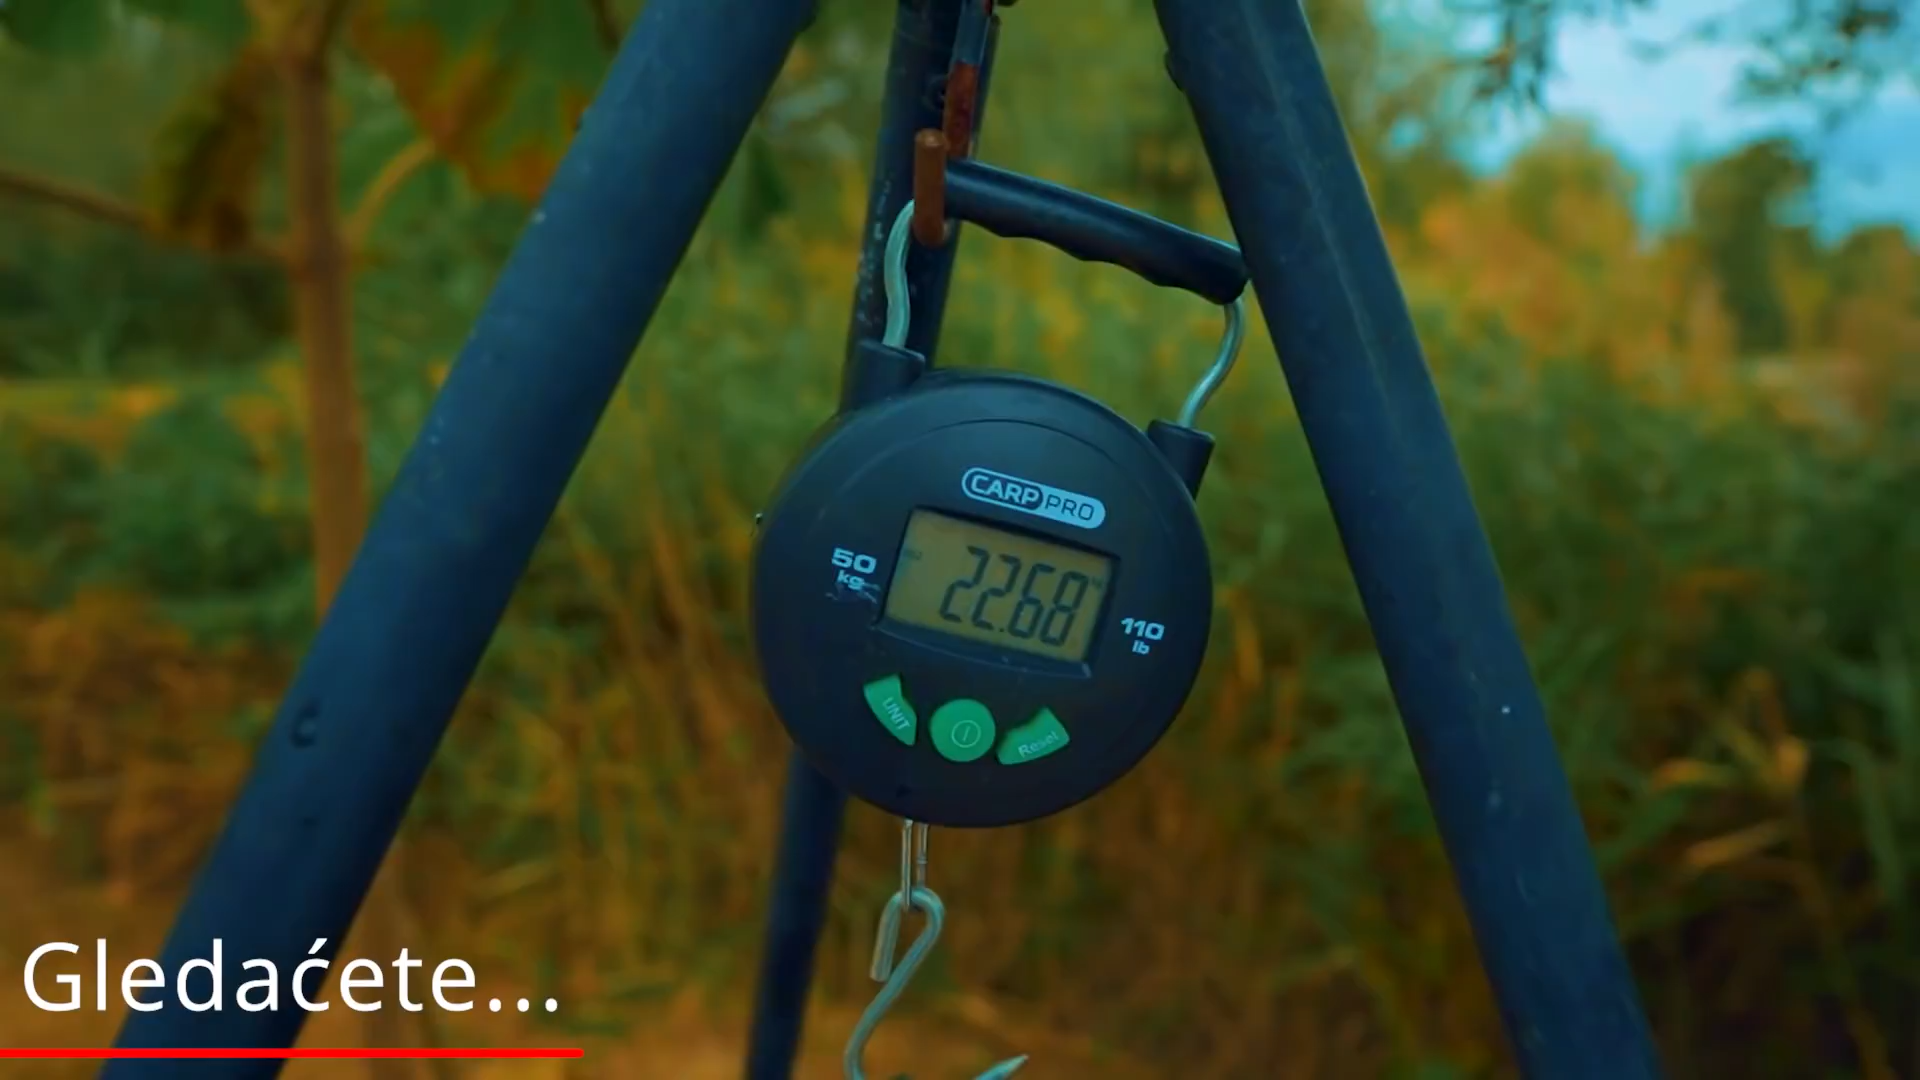 CARP PRO
50
kg
22.68
110
lb
UNIT
Reset
Gledaćete...